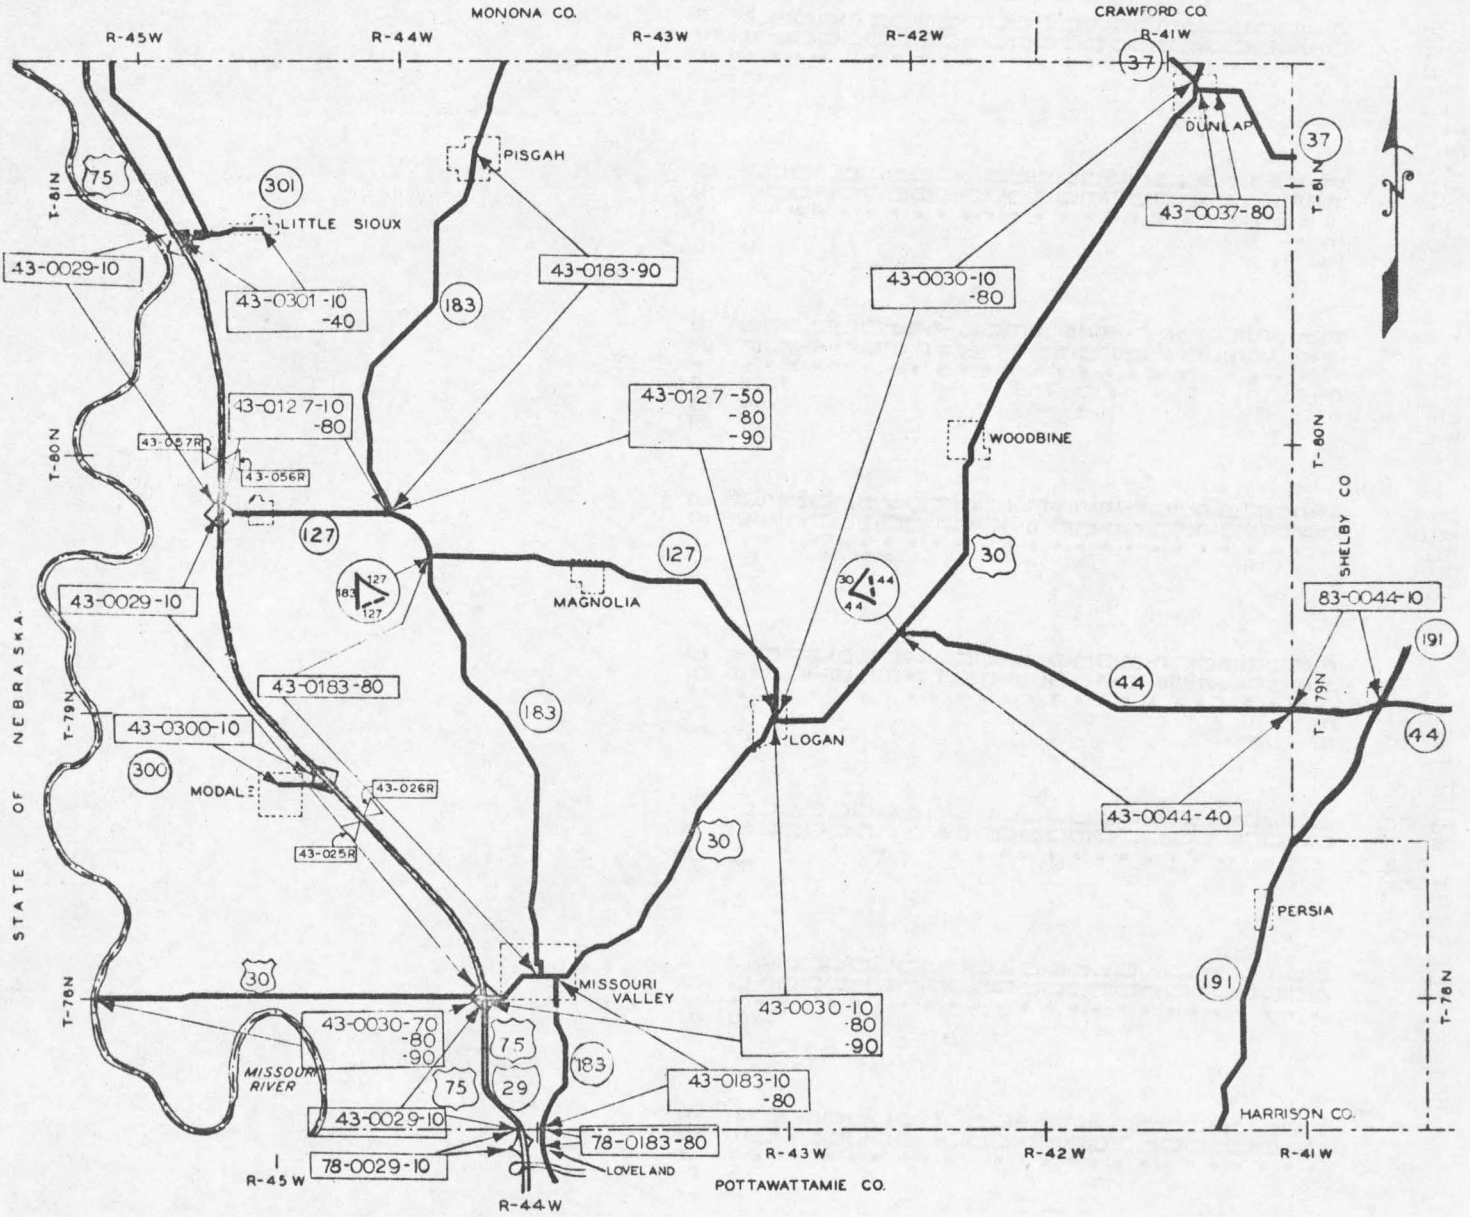 MONONA CO.
CRAWFORD CO.
R-45W
R-44W
R-43W
R-42W
R-41W
37
DUNLAP
37
PISGAH
75
301
T-81N
T-81N
LITTLE SIOUX
43-0037-80
43-0029-10
43-0183-90
43-0030-10
-80
43-0301-10
-40
183
43-0127-10
-80
43-0127-50
-80
-90
43-057R
43-056R
T-80N
WOODBINE
T-80N
127
127
30
SHELBY CO
127
183
127
30
44
44
43-0029-10
MAGNOLIA
83-0044-10
191
43-0183-80
44
T-79N
T-79N
43-0300-10
183
LOGAN
44
300
MODALE
43-026R
43-0044-40
43-025R
30
STATE OF NEBRASKA
PERSIA
30
MISSOURI
VALLEY
191
T-78N
T-78N
43-0030-70
-80
-90
43-0030-10
-80
-90
75
MISSOURI
RIVER
183
75
29
43-0183-10
-80
43-0029-10
HARRISON CO.
78-0183-80
78-0029-10
LOVELAND
R-43W
R-42W
R-41W
R-45W
POTTAWATTAMIE CO.
R-44W
N